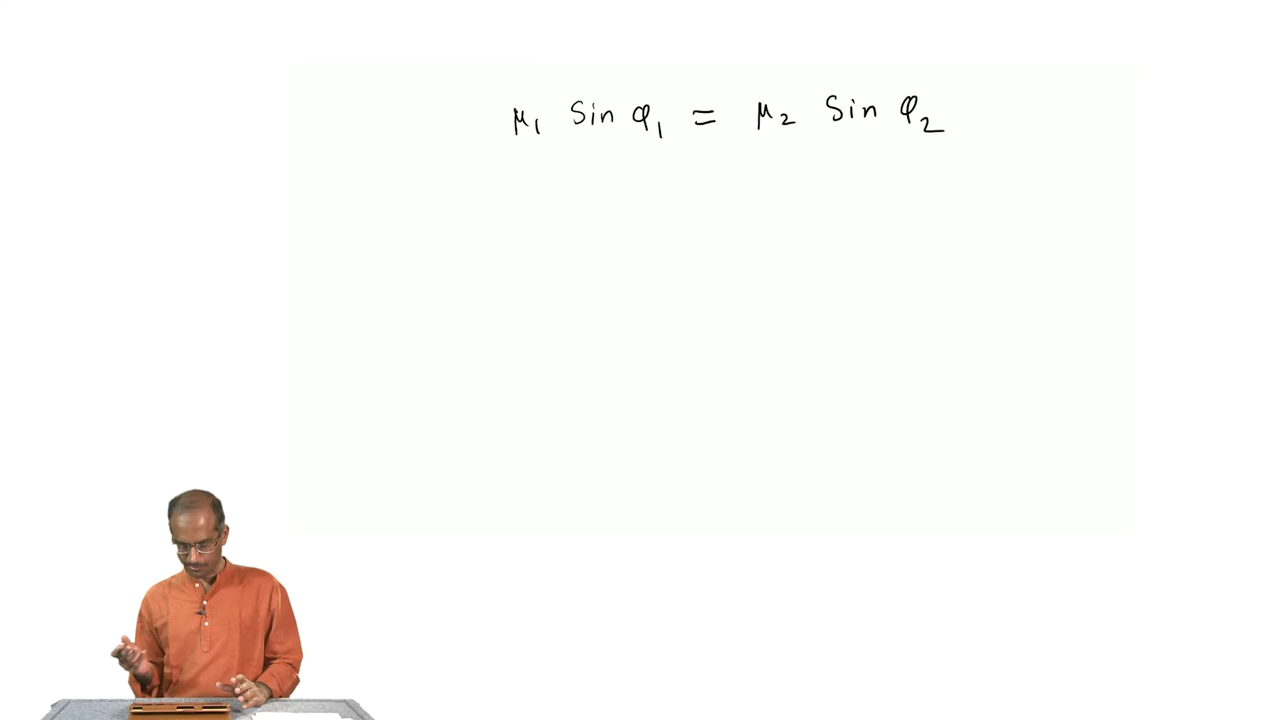 μ₁ Sin φ₁ = μ₂ Sin φ₂